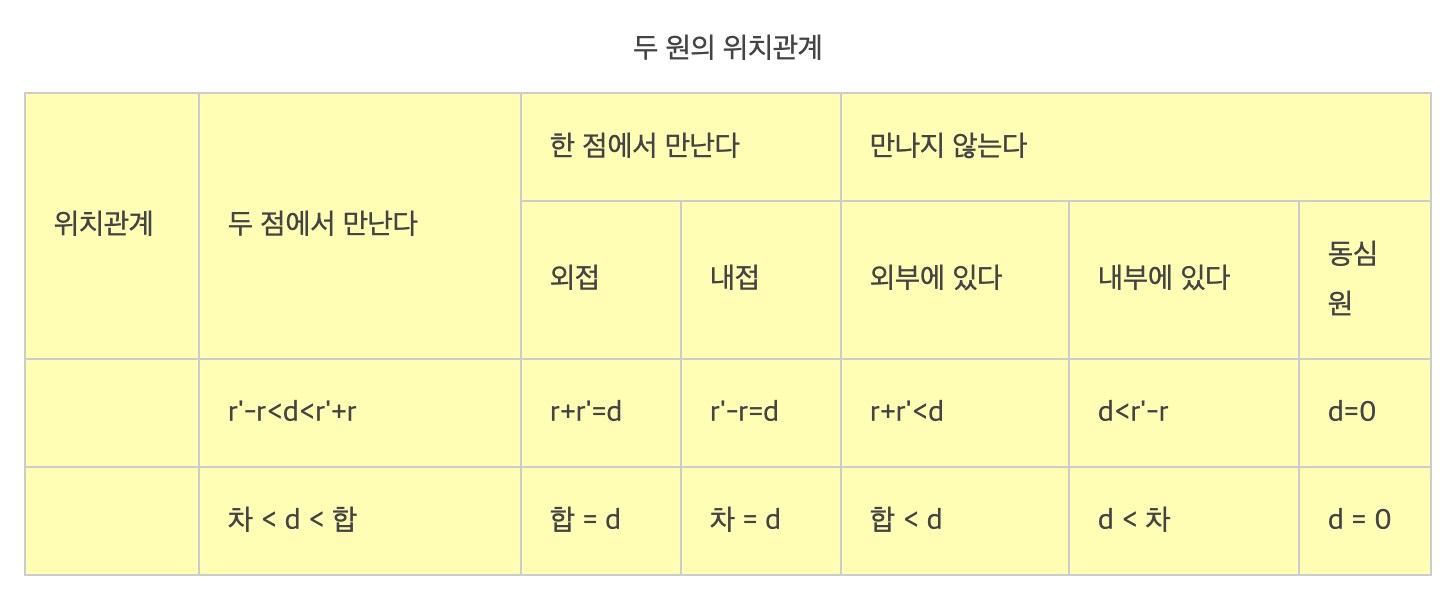 두 원의 위치관계
위치관계
두 점에서 만난다
한 점에서 만난다
만나지 않는다
외접
내접
외부에 있다
내부에 있다
동심
원
r'-r<d<r'+r
r+r'=d
r'-r=d
r+r'<d
d<r'-r
d=0
차 < d < 합
합 = d
차 = d
합 < d
d < 차
d = 0